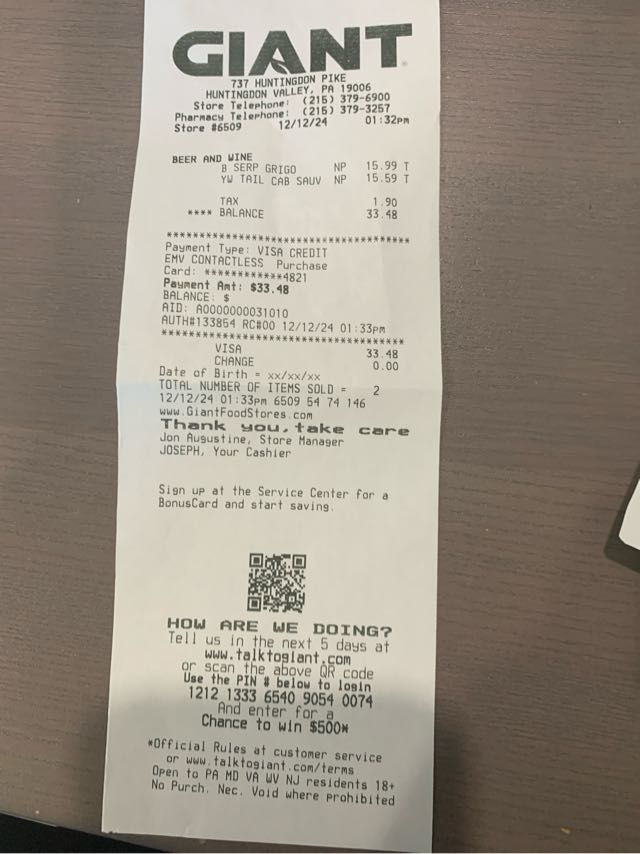 GIANT
737 HUNTINGDON PIKE
HUNTINGDON VALLEY, PA 19006
Store Telephone: (215) 379-6900
Pharmacy Telephone: (215) 379-3257
Store #6509 12/12/24 01:32pm
BEER AND WINE
B SERP GRIGO NP 15.99 T
YW TAIL CAB SAUV NP 15.59 T
TAX 1.90
**** BALANCE 33.48
****************************************
Payment Type: VISA CREDIT
EMV CONTACTLESS Purchase
Card: ************4821
Payment Amt: $33.48
BALANCE: $
AID: A0000000031010
AUTH#133854 RC#00 12/12/24 01:33pm
****************************************
VISA 33.48
CHANGE 0.00
Date of Birth = xx/xx/xx
TOTAL NUMBER OF ITEMS SOLD = 2
12/12/24 01:33pm 6509 54 74 146
www.GiantFoodStores.com
Thank you, take care
Jon Augustine, Store Manager
JOSEPH, Your Cashier
Sign up at the Service Center for a
BonusCard and start saving.
HOW ARE WE DOING?
Tell us in the next 5 days at
www.talktogiant.com
or scan the above QR code
Use the PIN # below to login
1212 1333 6540 9054 0074
And enter for a
Chance to win $500*
*Official Rules at customer service
or www.talktogiant.com/terms
Open to PA MD VA WV NJ residents 18+
No Purch. Nec. Void where prohibited